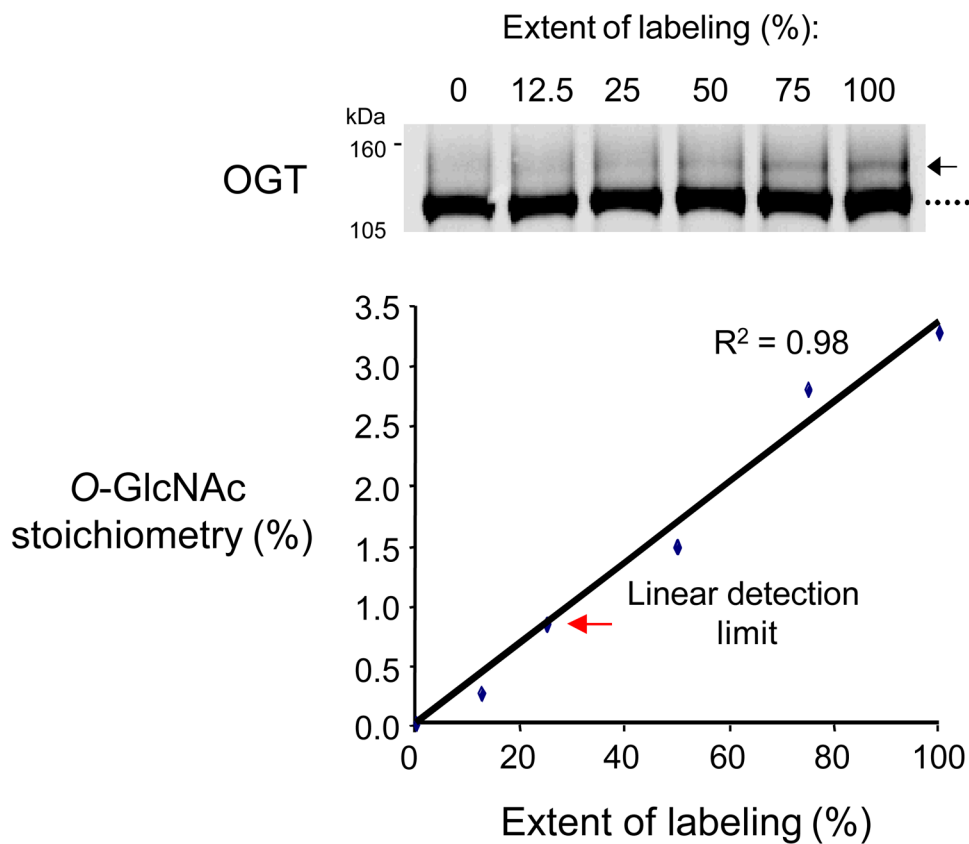 Extent of labeling (%):
0 12.5 25 50 75 100
kDa
160
OGT
105
3.5
R² = 0.98
3.0
2.5
2.0
O-GlcNAc
stoichiometry (%)
1.5
1.0
Linear detection
limit
0.5
0.0
0 20 40 60 80 100
Extent of labeling (%)